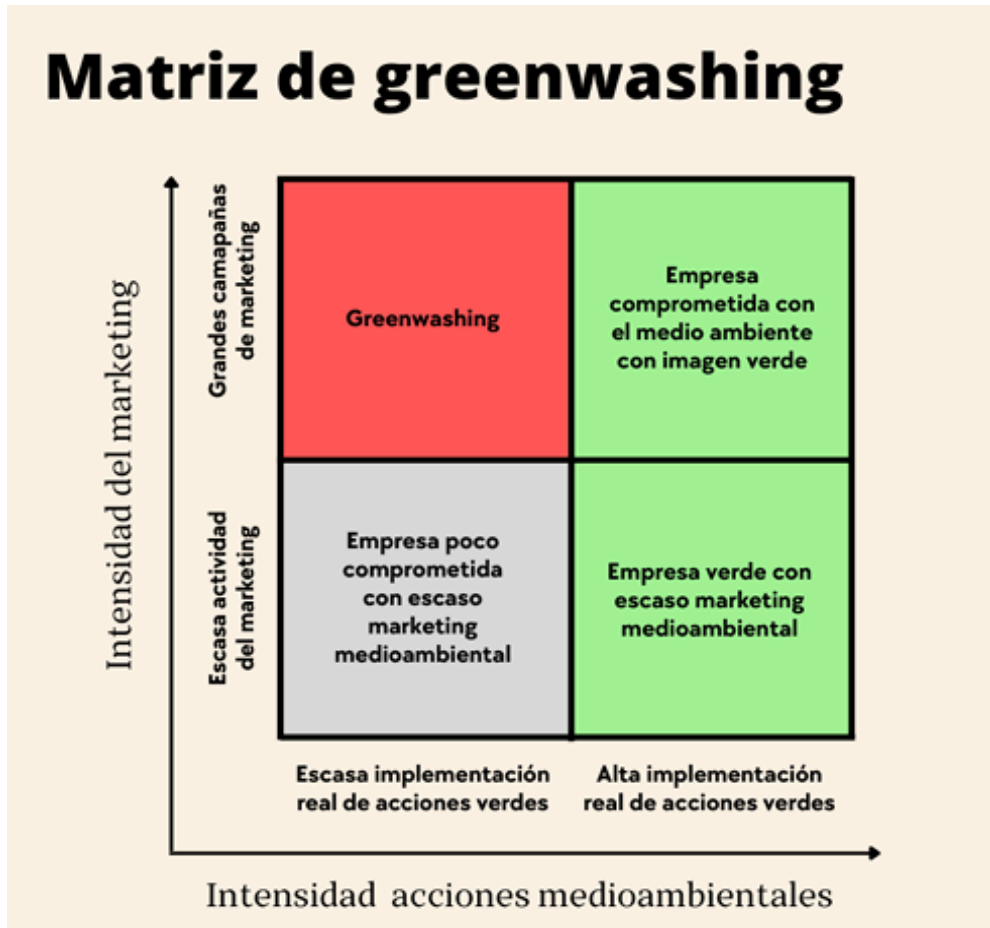 Matriz de greenwashing
Intensidad del marketing
Grandes camapañas
de marketing
Greenwashing
Empresa
comprometida con
el medio ambiente
con imagen verde
Escasa actividad
del marketing
Empresa poco
comprometida
con escaso
marketing
medioambiental
Empresa verde con
escaso marketing
medioambiental
Escasa implementación
real de acciones verdes
Alta implementación
real de acciones verdes
Intensidad acciones medioambientales